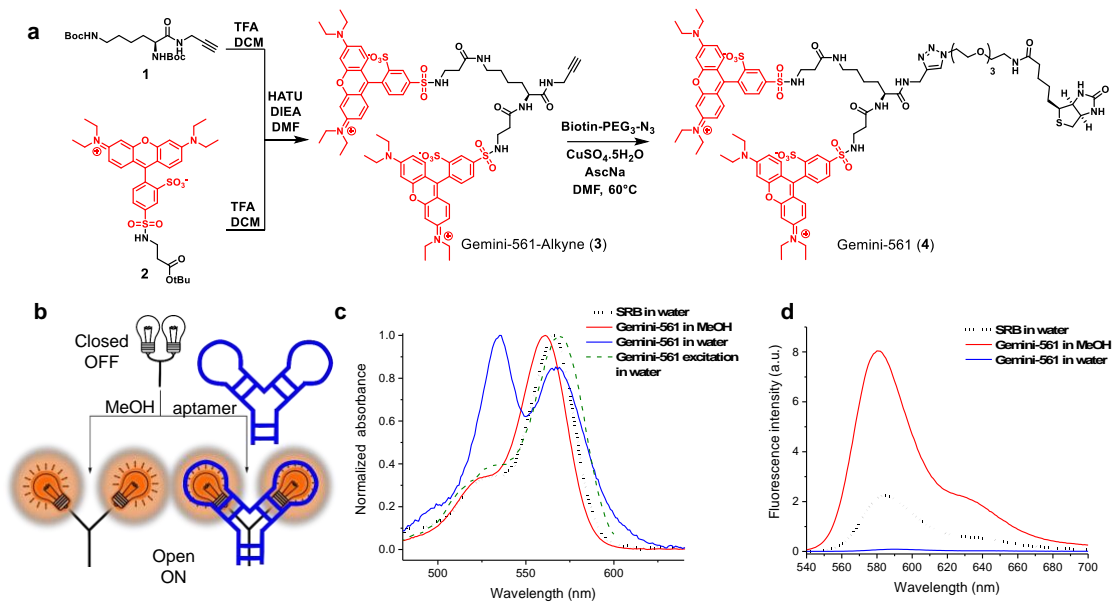 a
TFA
DCM
BocHN
O
N
H
NHBoc
1
HATU
DIEA
DMF
TFA
DCM
N
O
N
SO₃⁻
O=S=O
HN
O
OtBu
2
Gemini-561-Alkyne (3)
Biotin-PEG₃-N₃
CuSO₄.5H₂O
AscNa
DMF, 60°C
Gemini-561 (4)
b
Closed
OFF
MeOH
aptamer
Open
ON
c
SRB in water
Gemini-561 in MeOH
Gemini-561 in water
Gemini-561 excitation
in water
Normalized absorbance
1.0
0.8
0.6
0.4
0.2
0.0
500
550
600
Wavelength (nm)
d
SRB in water
Gemini-561 in MeOH
Gemini-561 in water
Fluorescence intensity (a.u.)
8
6
4
2
0
540
560
580
600
620
640
660
680
700
Wavelength (nm)